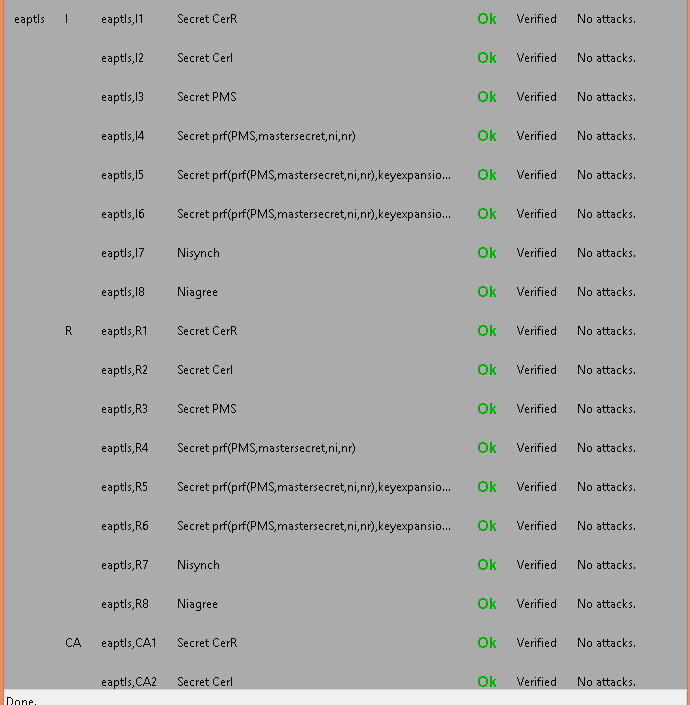 eaptls I eaptls,I1 Secret CerR Ok Verified No attacks.
eaptls,I2 Secret CerI Ok Verified No attacks.
eaptls,I3 Secret PMS Ok Verified No attacks.
eaptls,I4 Secret prf(PMS,mastersecret,ni,nr) Ok Verified No attacks.
eaptls,I5 Secret prf(prf(PMS,mastersecret,ni,nr),keyexpansio... Ok Verified No attacks.
eaptls,I6 Secret prf(prf(PMS,mastersecret,ni,nr),keyexpansio... Ok Verified No attacks.
eaptls,I7 Nisynch Ok Verified No attacks.
eaptls,I8 Niagree Ok Verified No attacks.
R eaptls,R1 Secret CerR Ok Verified No attacks.
eaptls,R2 Secret CerI Ok Verified No attacks.
eaptls,R3 Secret PMS Ok Verified No attacks.
eaptls,R4 Secret prf(PMS,mastersecret,ni,nr) Ok Verified No attacks.
eaptls,R5 Secret prf(prf(PMS,mastersecret,ni,nr),keyexpansio... Ok Verified No attacks.
eaptls,R6 Secret prf(prf(PMS,mastersecret,ni,nr),keyexpansio... Ok Verified No attacks.
eaptls,R7 Nisynch Ok Verified No attacks.
eaptls,R8 Niagree Ok Verified No attacks.
CA eaptls,CA1 Secret CerR Ok Verified No attacks.
eaptls,CA2 Secret CerI Ok Verified No attacks.
Done.